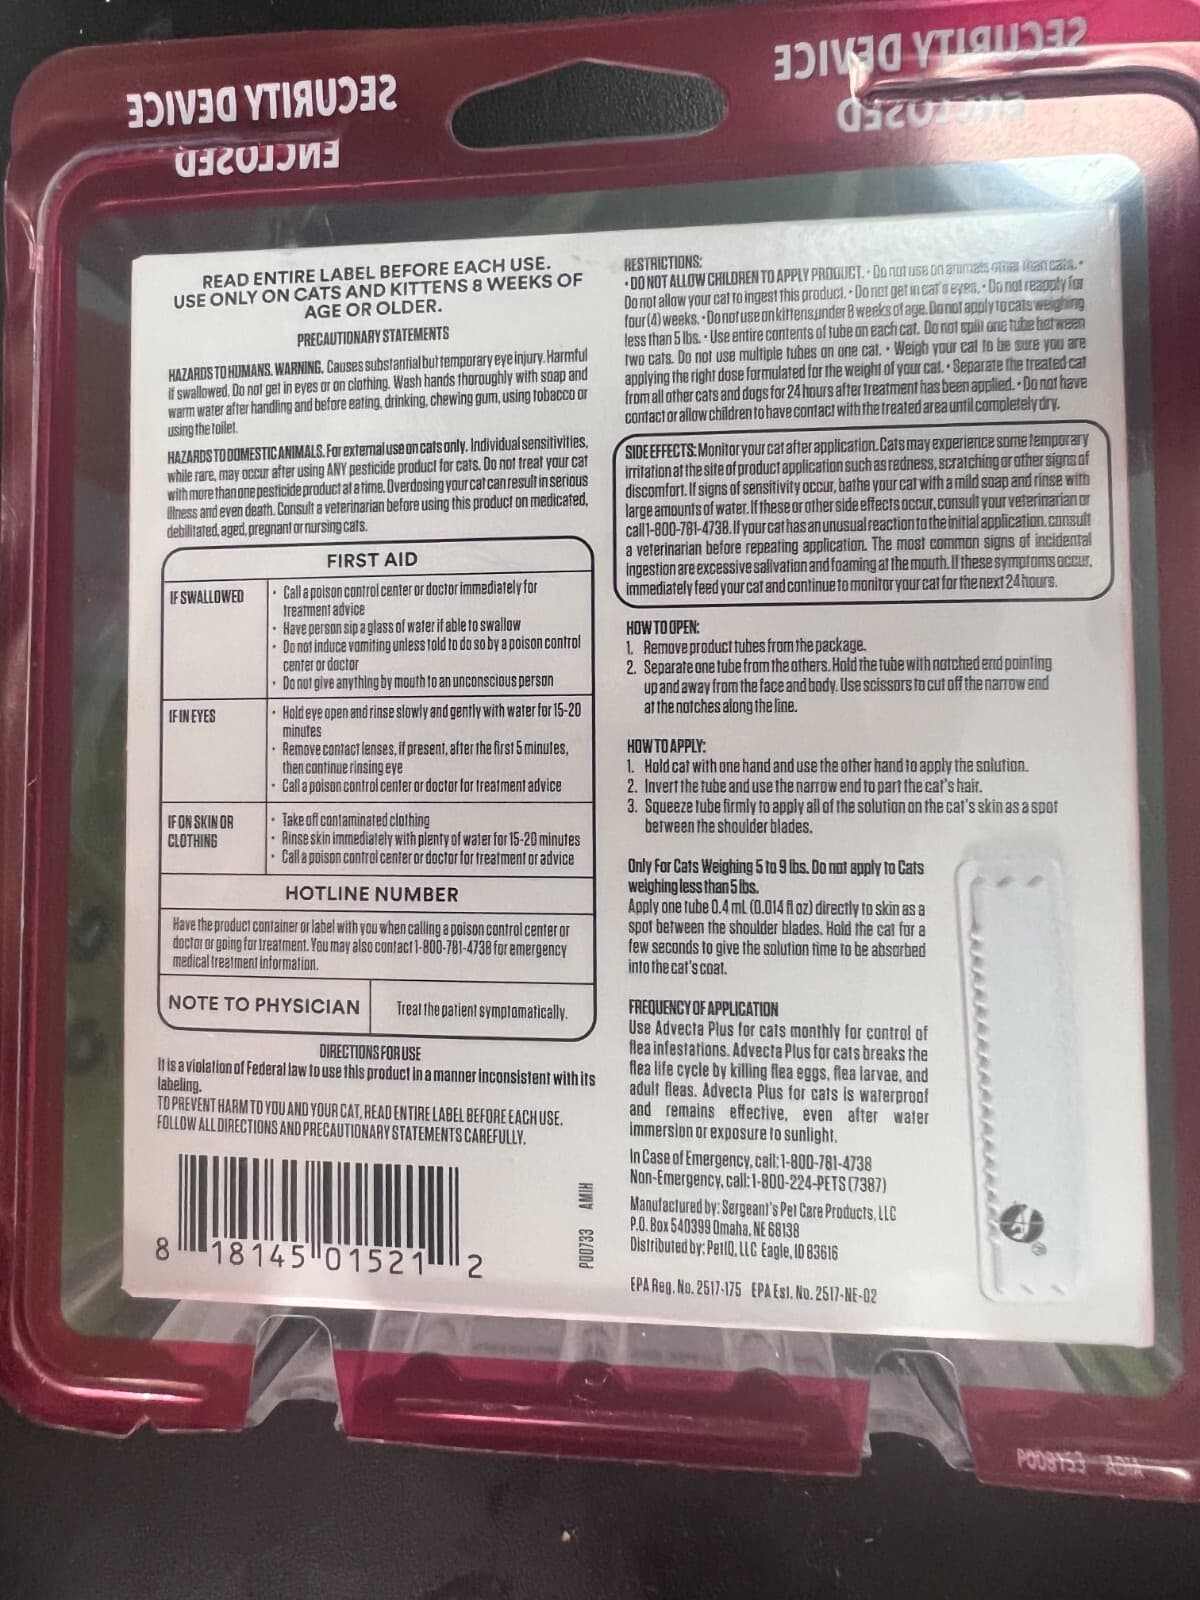 SECURITY DEVICE
ENCLOSED
SECURITY DEVICE
ENCLOSED
READ ENTIRE LABEL BEFORE EACH USE.
USE ONLY ON CATS AND KITTENS 8 WEEKS OF
AGE OR OLDER.
PRECAUTIONARY STATEMENTS
HAZARDS TO HUMANS. WARNING. Causes substantial but temporary eye injury. Harmful
if swallowed. Do not get in eyes or on clothing. Wash hands thoroughly with soap and
warm water after handling and before eating, drinking, chewing gum, using tobacco or
using the toilet.
HAZARDS TO DOMESTIC ANIMALS. For external use on cats only. Individual sensitivities,
while rare, may occur after using ANY pesticide product for cats. Do not treat your cat
with more than one pesticide product at a time. Overdosing your cat can result in serious
illness and even death. Consult a veterinarian before using this product on medicated,
debilitated, aged, pregnant or nursing cats.
FIRST AID
IF SWALLOWED
• Call a poison control center or doctor immediately for
treatment advice
• Have person sip a glass of water if able to swallow
• Do not induce vomiting unless told to do so by a poison control
center or doctor
• Do not give anything by mouth to an unconscious person
IF IN EYES
• Hold eye open and rinse slowly and gently with water for 15-20
minutes
• Remove contact lenses, if present, after the first 5 minutes,
then continue rinsing eye
• Call a poison control center or doctor for treatment advice
IF ON SKIN OR
CLOTHING
• Take off contaminated clothing
• Rinse skin immediately with plenty of water for 15-20 minutes
• Call a poison control center or doctor for treatment or advice
HOTLINE NUMBER
Have the product container or label with you when calling a poison control center or
doctor or going for treatment. You may also contact 1-800-781-4738 for emergency
medical treatment information.
NOTE TO PHYSICIAN
Treat the patient symptomatically.
DIRECTIONS FOR USE
It is a violation of Federal law to use this product in a manner inconsistent with its
labeling.
TO PREVENT HARM TO YOU AND YOUR CAT, READ ENTIRE LABEL BEFORE EACH USE.
FOLLOW ALL DIRECTIONS AND PRECAUTIONARY STATEMENTS CAREFULLY.
8 18145 01521 2
P00733 AMIH
RESTRICTIONS:
• DO NOT ALLOW CHILDREN TO APPLY PRODUCT. • Do not use on animals other than cats. •
Do not allow your cat to ingest this product. • Do not get in cat's eyes. • Do not reapply for
four (4) weeks. • Do not use on kittens under 8 weeks of age. Do not apply to cats weighing
less than 5 lbs. • Use entire contents of tube on each cat. Do not split one tube between
two cats. Do not use multiple tubes on one cat. • Weigh your cat to be sure you are
applying the right dose formulated for the weight of your cat. • Separate the treated cat
from all other cats and dogs for 24 hours after treatment has been applied. • Do not have
contact or allow children to have contact with the treated area until completely dry.
SIDE EFFECTS: Monitor your cat after application. Cats may experience some temporary
irritation at the site of product application such as redness, scratching or other signs of
discomfort. If signs of sensitivity occur, bathe your cat with a mild soap and rinse with
large amounts of water. If these or other side effects occur, consult your veterinarian or
call 1-800-781-4738. If your cat has an unusual reaction to the initial application, consult
a veterinarian before repeating application. The most common signs of incidental
ingestion are excessive salivation and foaming at the mouth. If these symptoms occur,
immediately feed your cat and continue to monitor your cat for the next 24 hours.
HOW TO OPEN:
1. Remove product tubes from the package.
2. Separate one tube from the others. Hold the tube with notched end pointing
up and away from the face and body. Use scissors to cut off the narrow end
at the notches along the line.
HOW TO APPLY:
1. Hold cat with one hand and use the other hand to apply the solution.
2. Invert the tube and use the narrow end to part the cat's hair.
3. Squeeze tube firmly to apply all of the solution on the cat's skin as a spot
between the shoulder blades.
Only For Cats Weighing 5 to 9 lbs. Do not apply to Cats
weighing less than 5 lbs.
Apply one tube 0.4 mL (0.014 fl oz) directly to skin as a
spot between the shoulder blades. Hold the cat for a
few seconds to give the solution time to be absorbed
into the cat's coat.
FREQUENCY OF APPLICATION
Use Advecta Plus for cats monthly for control of
flea infestations. Advecta Plus for cats breaks the
flea life cycle by killing flea eggs, flea larvae, and
adult fleas. Advecta Plus for cats is waterproof
and remains effective, even after water
immersion or exposure to sunlight.
In Case of Emergency, call: 1-800-781-4738
Non-Emergency, call: 1-800-224-PETS (7387)
Manufactured by: Sergeant's Pet Care Products, LLC
P.O. Box 540399 Omaha, NE 68138
Distributed by: PetIQ, LLC Eagle, ID 83616
EPA Reg. No. 2517-175 EPA Est. No. 2517-NE-02